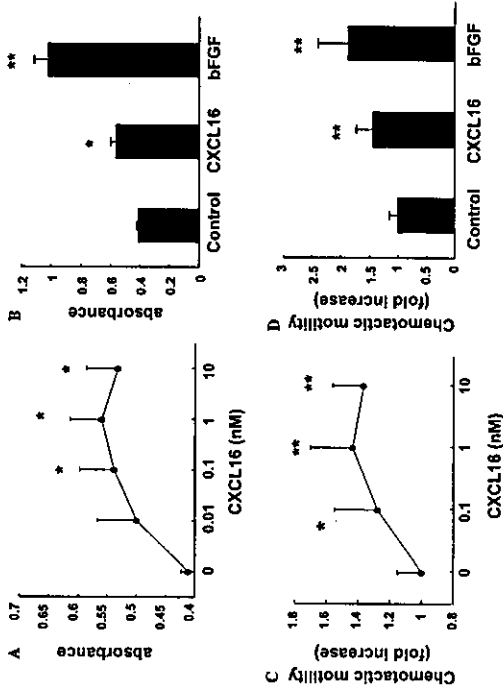 A
absorbance
0.7
0.65
0.6
0.55
0.5
0.45
0.4
*
*
*
0
0.01
0.1
1
10
CXCL16 (nM)
B
absorbance
1.2
1
0.8
0.6
0.4
0.2
0
*
**
Control
CXCL16
bFGF
C
Chemotactic motility
(fold increase)
1.8
1.6
1.4
1.2
1
0.8
*
**
**
0
0.1
1
10
CXCL16 (nM)
D
Chemotactic motility
(fold increase)
3
2.5
2
1.5
1
0.5
0
**
**
Control
CXCL16
bFGF